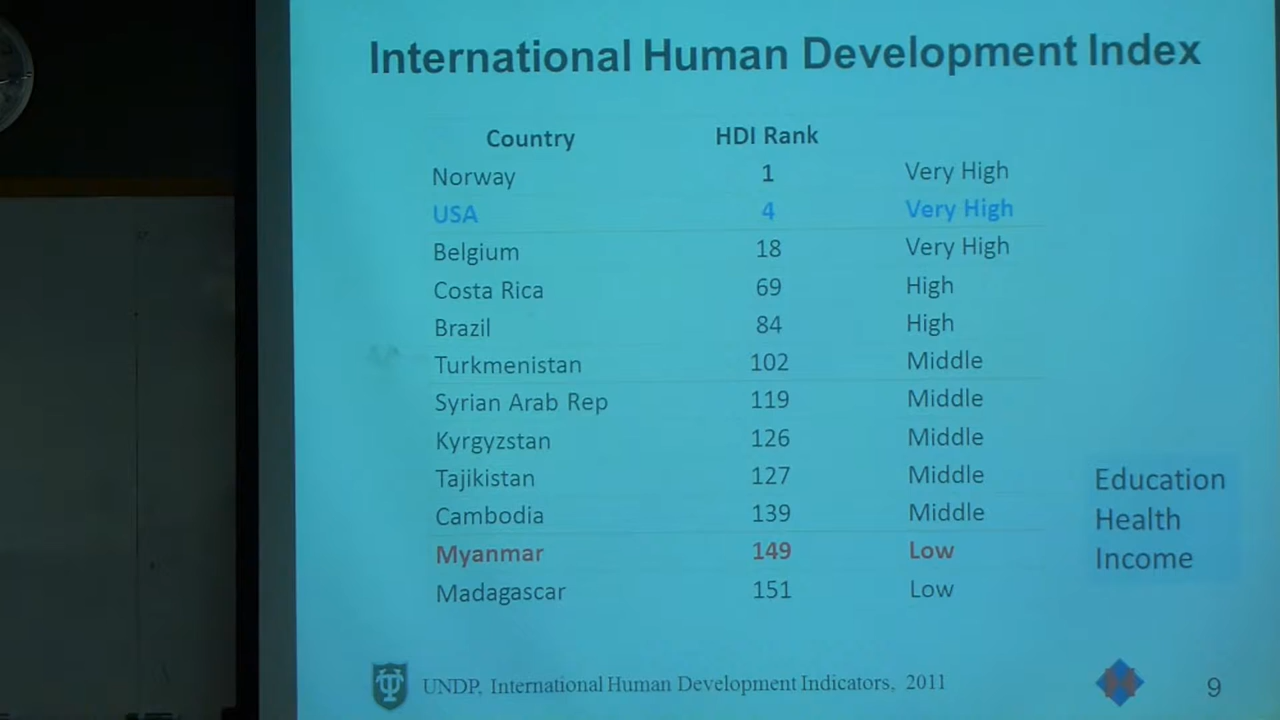 International Human Development Index
Country HDI Rank
Norway 1 Very High
USA 4 Very High
Belgium 18 Very High
Costa Rica 69 High
Brazil 84 High
Turkmenistan 102 Middle
Syrian Arab Rep 119 Middle
Kyrgyzstan 126 Middle
Tajikistan 127 Middle
Cambodia 139 Middle
Myanmar 149 Low
Madagascar 151 Low
Education
Health
Income
UNDP, International Human Development Indicators, 2011
9